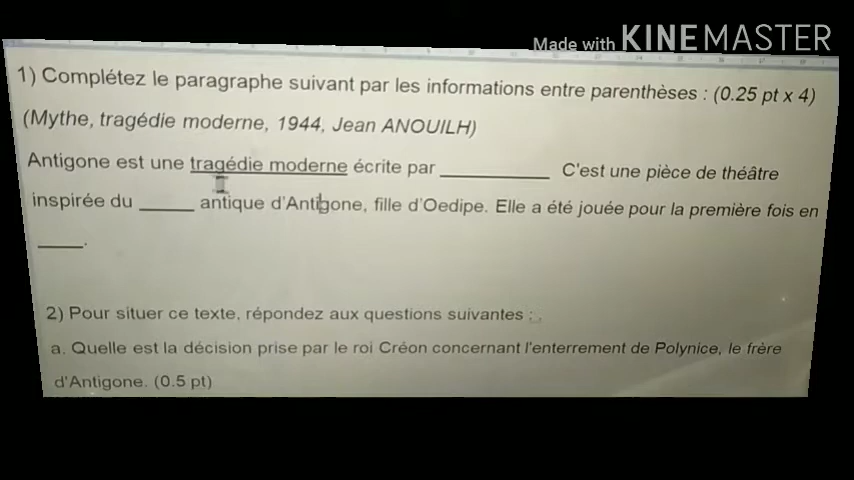 Made with KINEMASTER
1) Complétez le paragraphe suivant par les informations entre parenthèses : (0.25 pt x 4)
(Mythe, tragédie moderne, 1944, Jean ANOUILH)
Antigone est une tragédie moderne écrite par __________ C'est une pièce de théâtre
inspirée du _____ antique d'Antigone, fille d'Oedipe. Elle a été jouée pour la première fois en
____.
2) Pour situer ce texte, répondez aux questions suivantes :
a. Quelle est la décision prise par le roi Créon concernant l'enterrement de Polynice, le frère
d'Antigone. (0.5 pt)